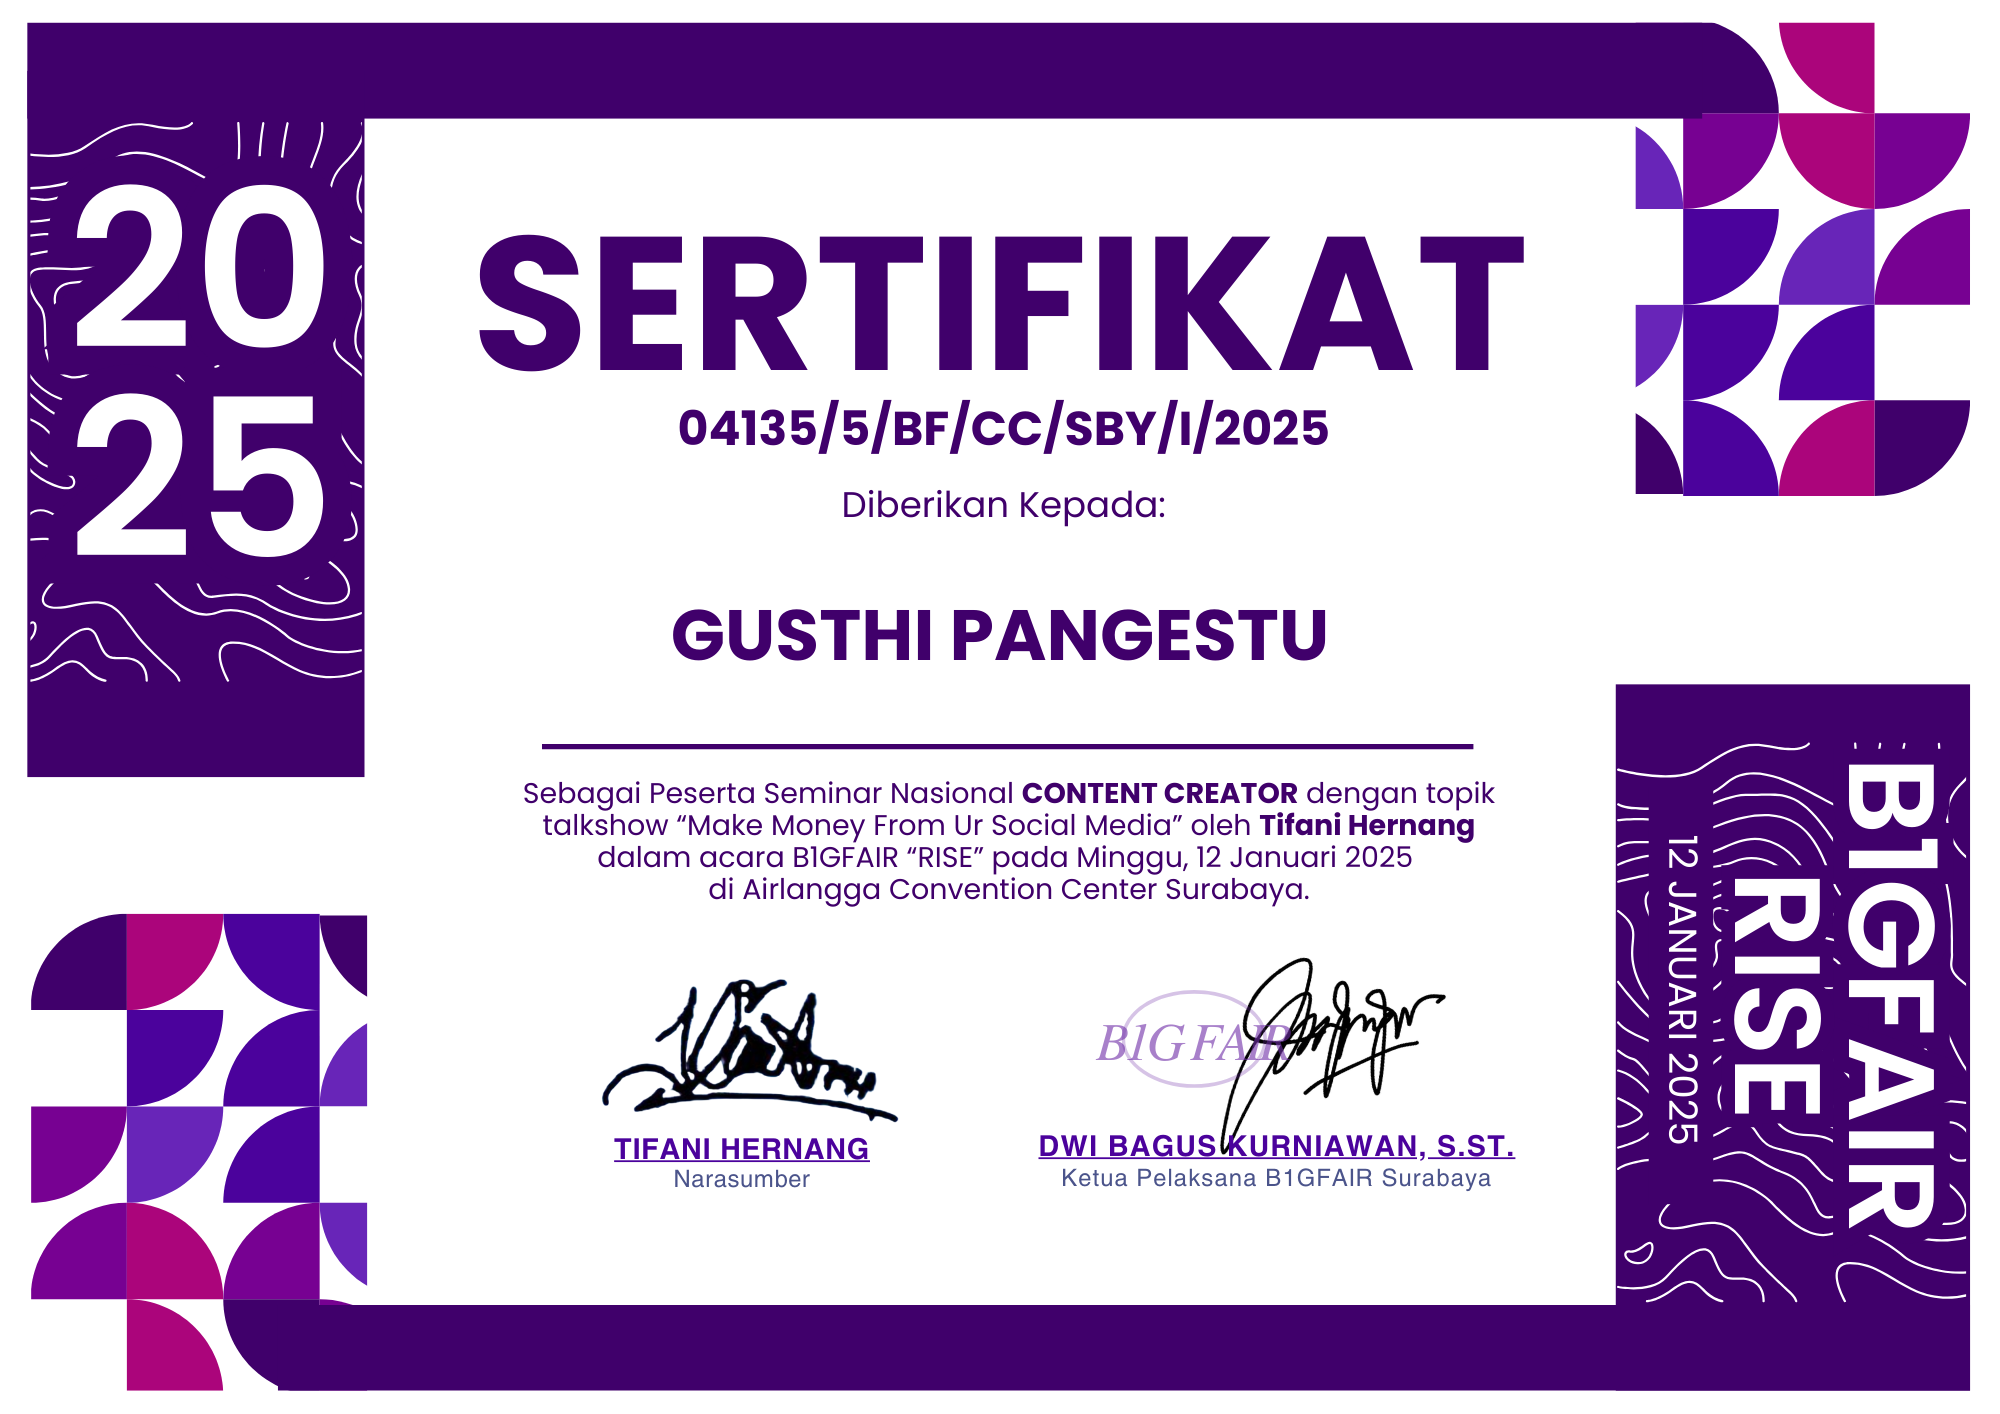 20
25
SERTIFIKAT
04135/5/BF/CC/SBY/I/2025
Diberikan Kepada:
GUSTHI PANGESTU
Sebagai Peserta Seminar Nasional CONTENT CREATOR dengan topik
talkshow “Make Money From Ur Social Media” oleh Tifani Hernang
dalam acara B1GFAIR “RISE” pada Minggu, 12 Januari 2025
di Airlangga Convention Center Surabaya.
B1G FAIR
TIFANI HERNANG
Narasumber
DWI BAGUS KURNIAWAN, S.ST.
Ketua Pelaksana B1GFAIR Surabaya
B1GFAIR
RISE
12 JANUARI 2025